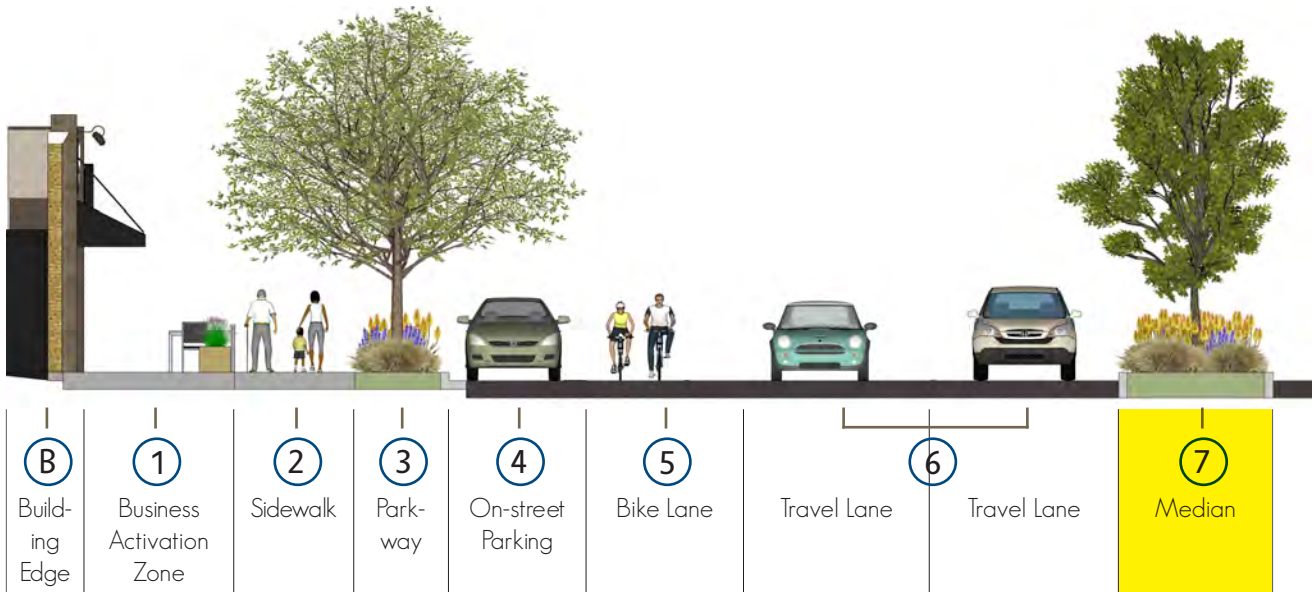 B
Build-
ing
Edge
1
Business
Activation
Zone
2
Sidewalk
3
Park-
way
4
On-street
Parking
5
Bike Lane
6
Travel Lane
Travel Lane
7
Median